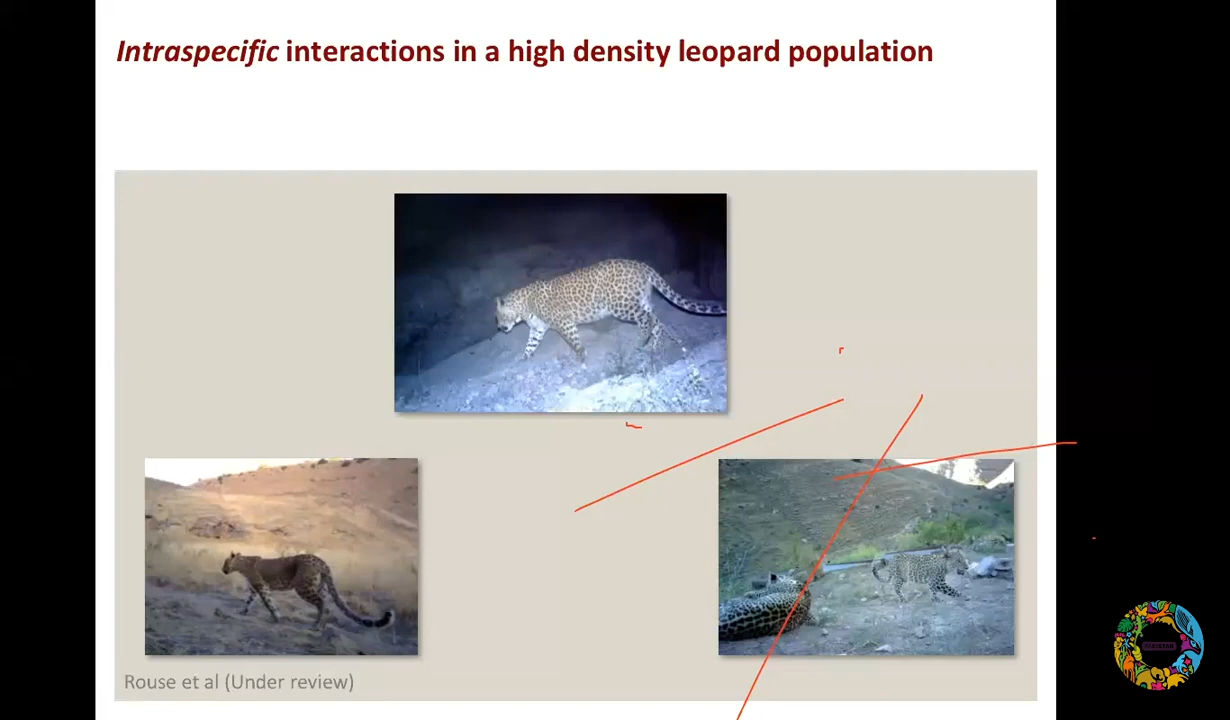 Intraspecific interactions in a high density leopard population
Rouse et al (Under review)